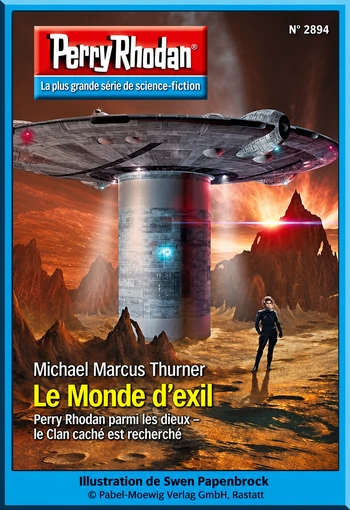 N° 2894
Perry Rhodan®
La plus grande série de science-fiction
Michael Marcus Thurner
Le Monde d'exil
Perry Rhodan parmi les dieux –
le Clan caché est recherché
Illustration de Swen Papenbrock
© Pabel-Moewig Verlag GmbH, Rastatt